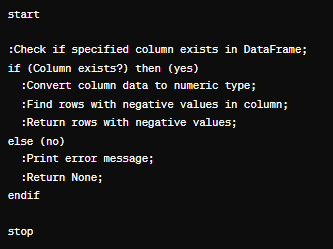 start
:Check if specified column exists in DataFrame;
if (Column exists?) then (yes)
:Convert column data to numeric type;
:Find rows with negative values in column;
:Return rows with negative values;
else (no)
:Print error message;
:Return None;
endif
stop